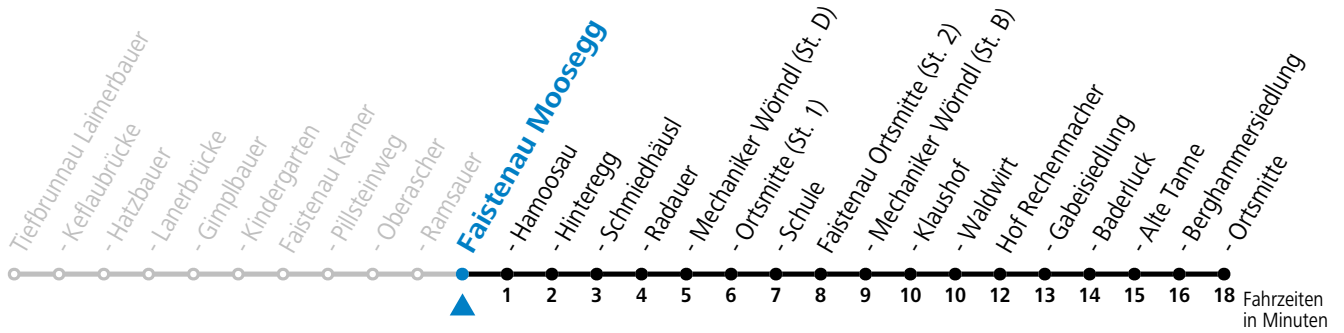 Tiefbrunnau Laimerbauer
- Keflaubrücke
- Hatzbauer
- Lanerbrücke
- Gimplbauer
- Kindergarten
Faistenau Karner
- Pillsteinweg
- Oberascher
- Ramsauer
Faistenau Moosegg
- Hamoosau
- Hinteregg
- Schmiedhäusl
- Radauer
- Mechaniker Wörndl (St. D)
- Ortsmitte (St. 1)
- Schule
Faistenau Ortsmitte (St. 2)
- Mechaniker Wörndl (St. B)
- Klaushof
- Waldwirt
Hof Rechenmacher
- Gabeisiedlung
- Baderluck
- Alte Tanne
- Berghammersiedlung
- Ortsmitte
1 2 3 4 5 6 7 8 9 10 10 12 13 14 15 16 18
Fahrzeiten
in Minuten